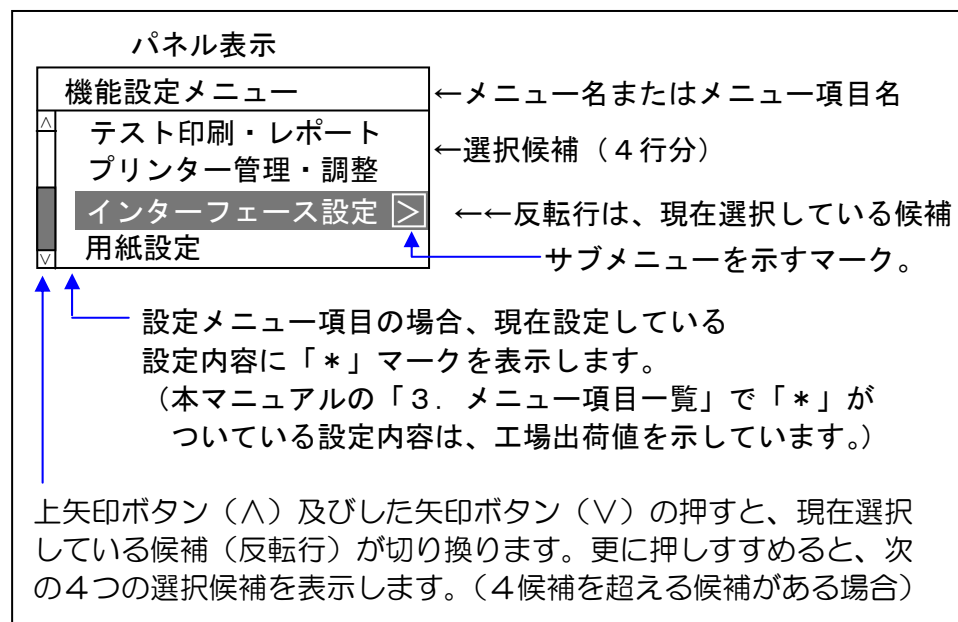 パネル表示
機能設定メニュー ←メニュー名またはメニュー項目名
∧ テスト印刷・レポート
←選択候補（４行分）
プリンター管理・調整
インターフェース設定 ＞ ←←反転行は、現在選択している候補
∨ 用紙設定
サブメニューを示すマーク。
設定メニュー項目の場合、現在設定している
設定内容に「＊」マークを表示します。
（本マニュアルの「３．メニュー項目一覧」で「＊」が
ついている設定内容は、工場出荷値を示しています。）
上矢印ボタン（∧）及びした矢印ボタン（∨）の押すと、現在選択
している候補（反転行）が切り換ります。更に押しすすめると、次
の４つの選択候補を表示します。（４候補を超える候補がある場合）